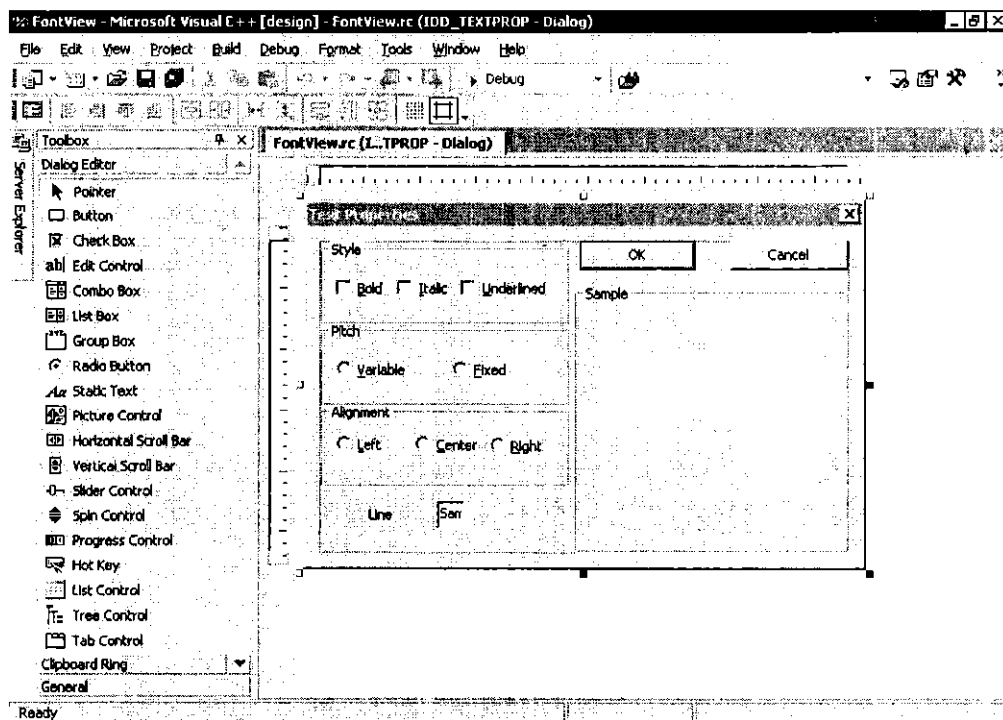 FontView - Microsoft Visual C++ [design] - FontView.rc (IDD_TEXTPROP - Dialog)
File Edit View Project Build Debug Format Tools Window Help
Debug
Server Explorer
Toolbox
Dialog Editor
Pointer
Button
Check Box
Edit Control
Combo Box
List Box
Group Box
Radio Button
Static Text
Picture Control
Horizontal Scroll Bar
Vertical Scroll Bar
Slider Control
Spin Control
Progress Control
Hot Key
List Control
Tree Control
Tab Control
Clipboard Ring
General
FontView.rc (I...TPROP - Dialog)
Text Properties
Style
Bold Italic Underlined
Pitch
Variable Fixed
Alignment
Left Center Right
Line Sam
OK Cancel
Sample
Ready